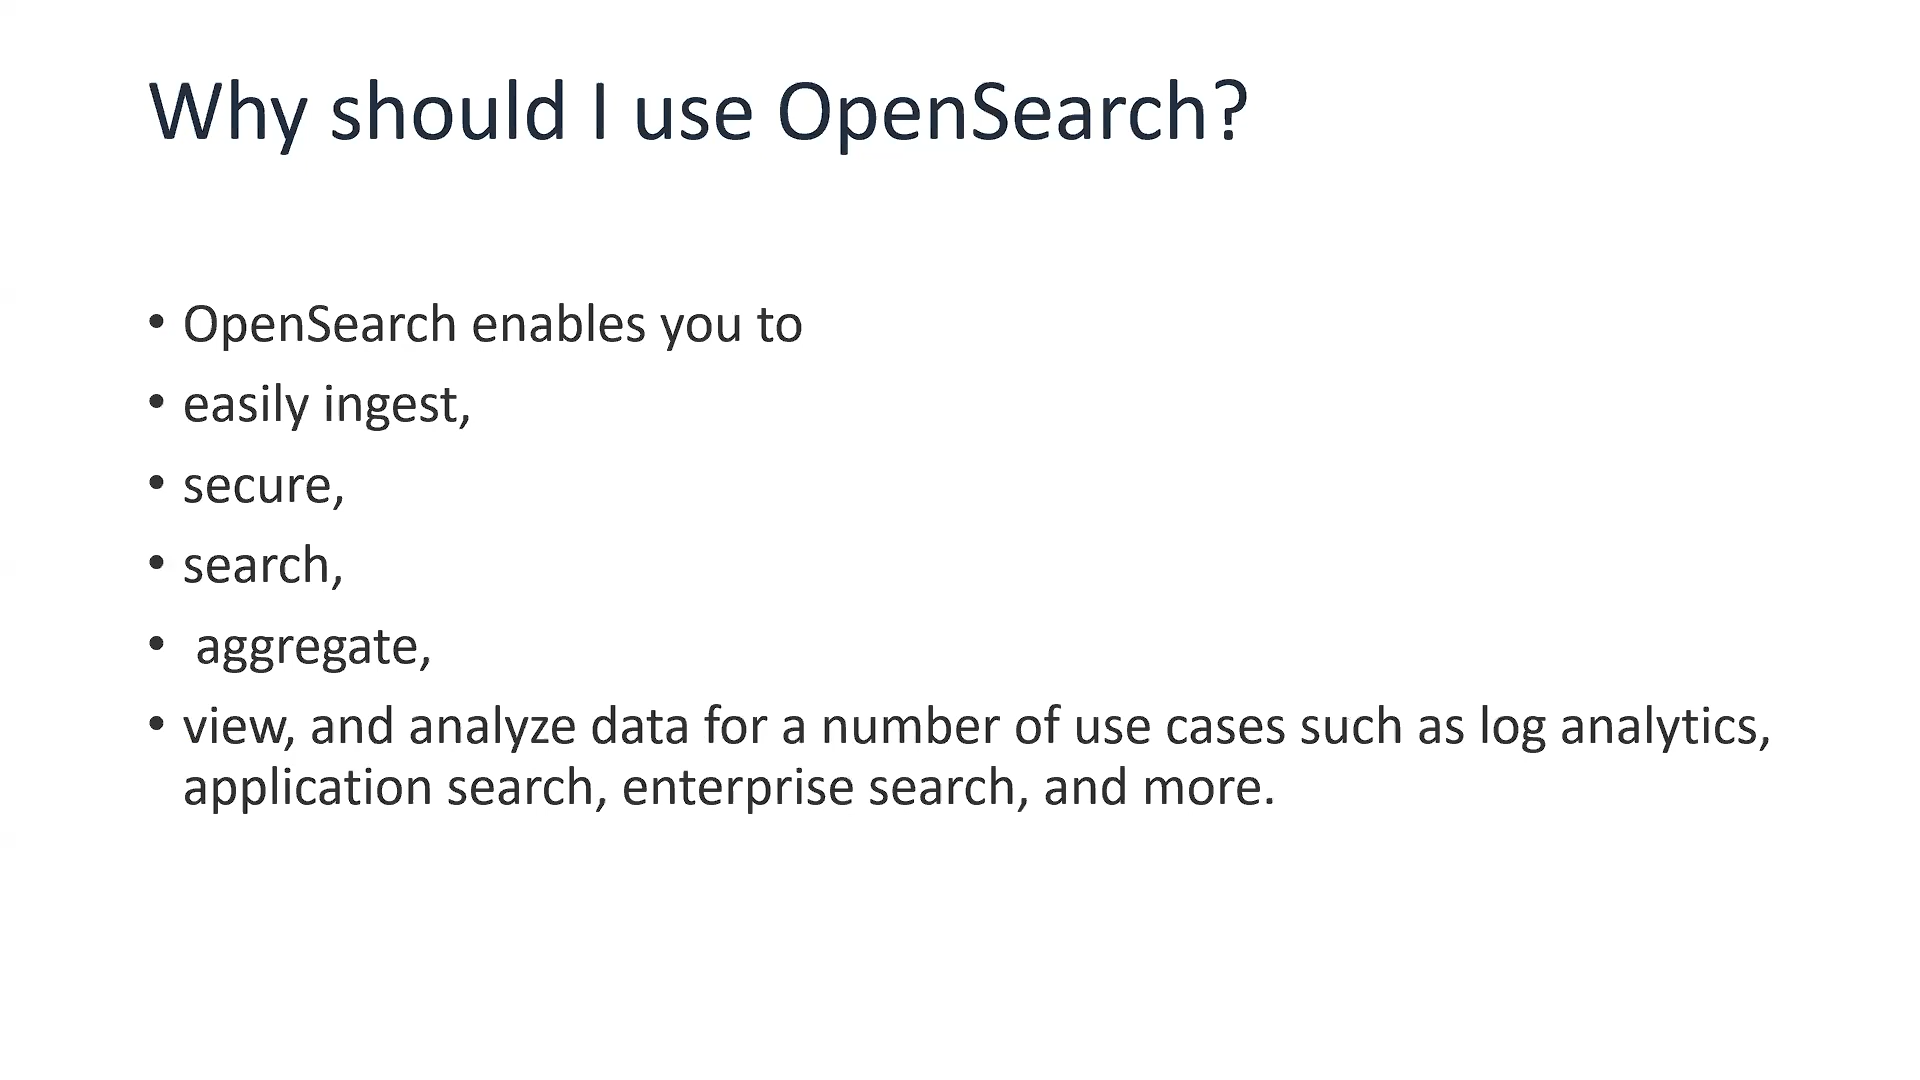 Why should I use OpenSearch?
• OpenSearch enables you to
• easily ingest,
• secure,
• search,
• aggregate,
• view, and analyze data for a number of use cases such as log analytics,
application search, enterprise search, and more.